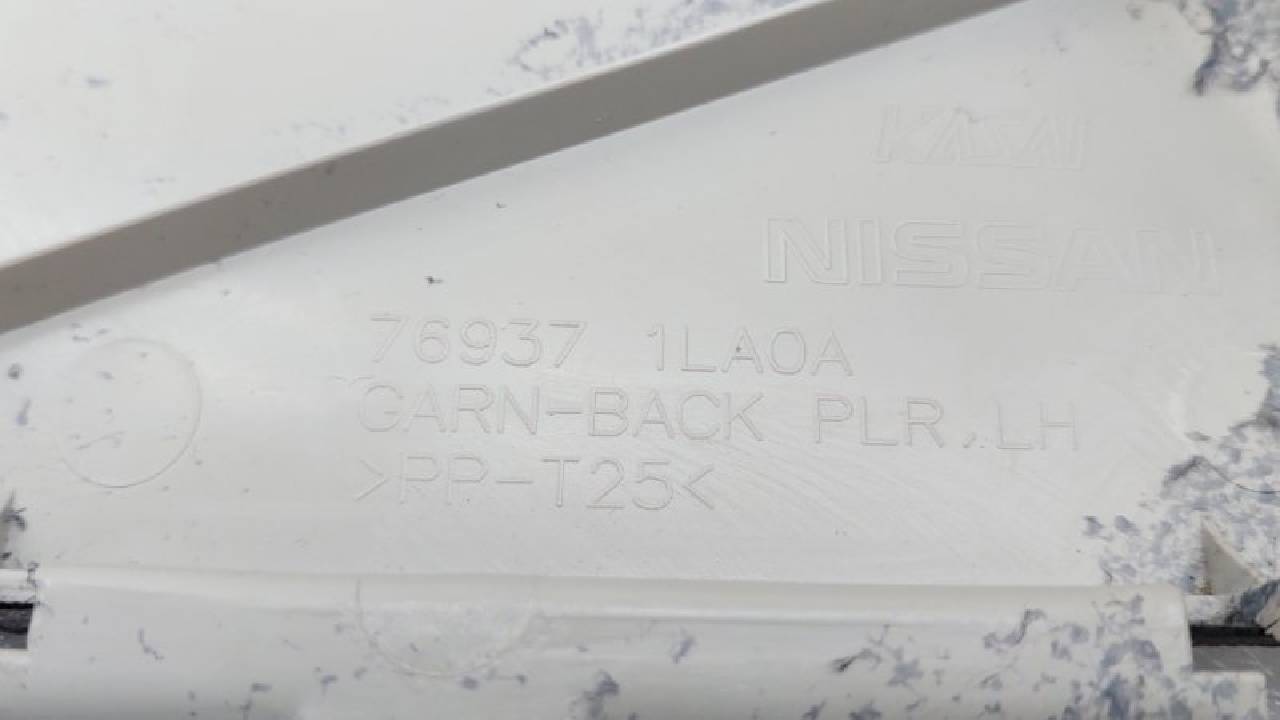 KASAI
NISSAN
76937 1LA0A
GARN-BACK PLR,LH
>PP-T25<